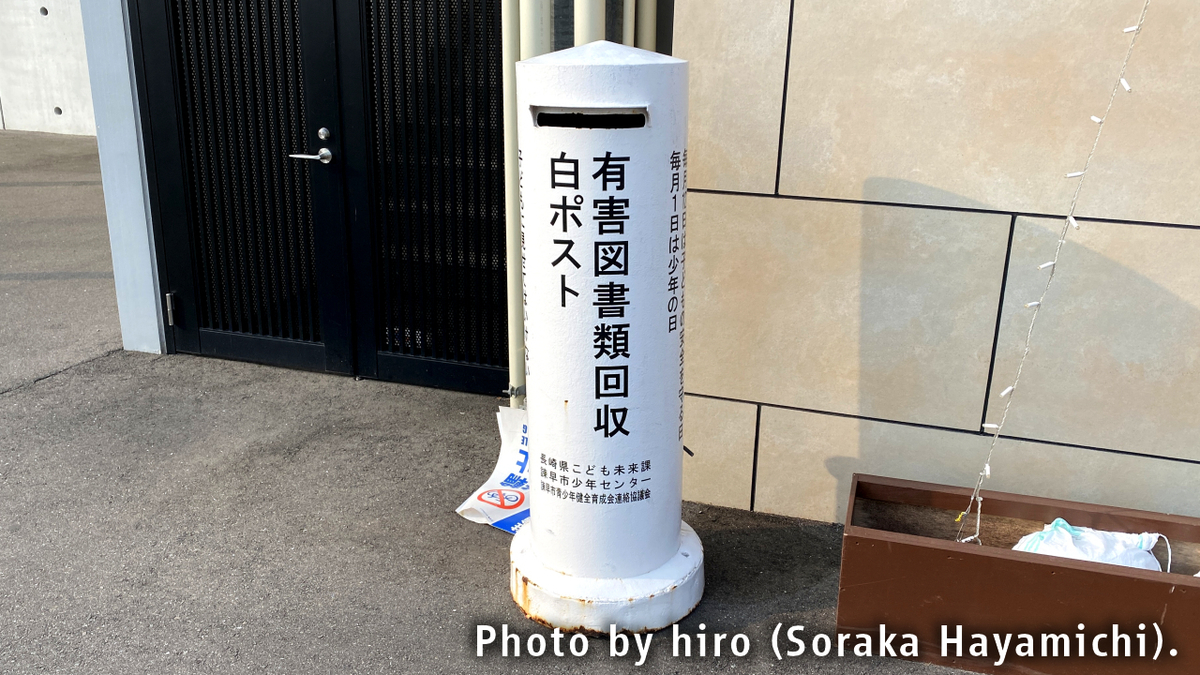 有害図書類回収
白ポスト
毎月1日は少年の日
長崎県こども未来課
諫早市少年センター
諫早市青少年健全育成会連絡協議会
Photo by hiro (Soraka Hayamichi).